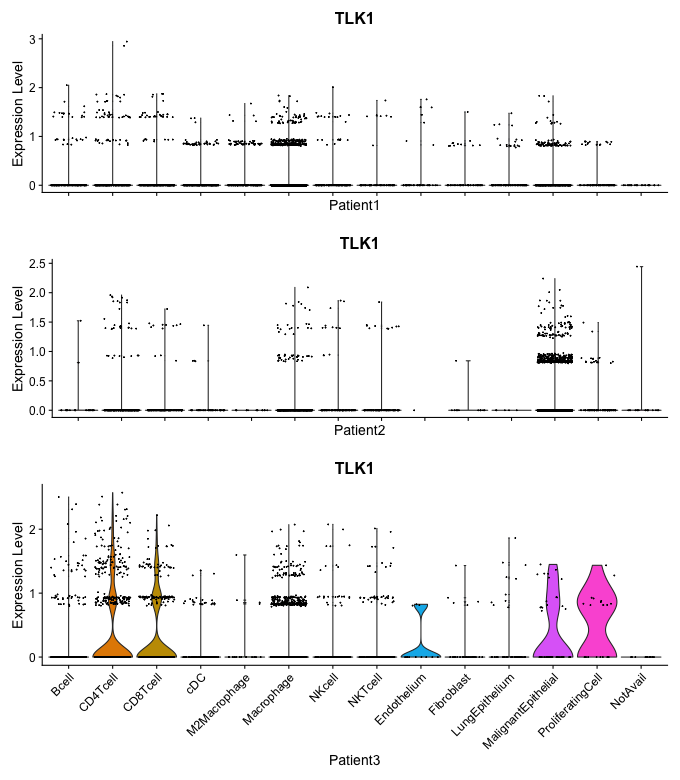 TLK1
Expression Level
3
2
1
0
Patient1
TLK1
Expression Level
2.5
2.0
1.5
1.0
0.5
0.0
Patient2
TLK1
Expression Level
2
1
0
Bcell
CD4Tcell
CD8Tcell
cDC
M2Macrophage
Macrophage
NKcell
NKTcell
Endothelium
Fibroblast
LungEpithelium
MalignantEpithelial
ProliferatingCell
NotAvail
Patient3